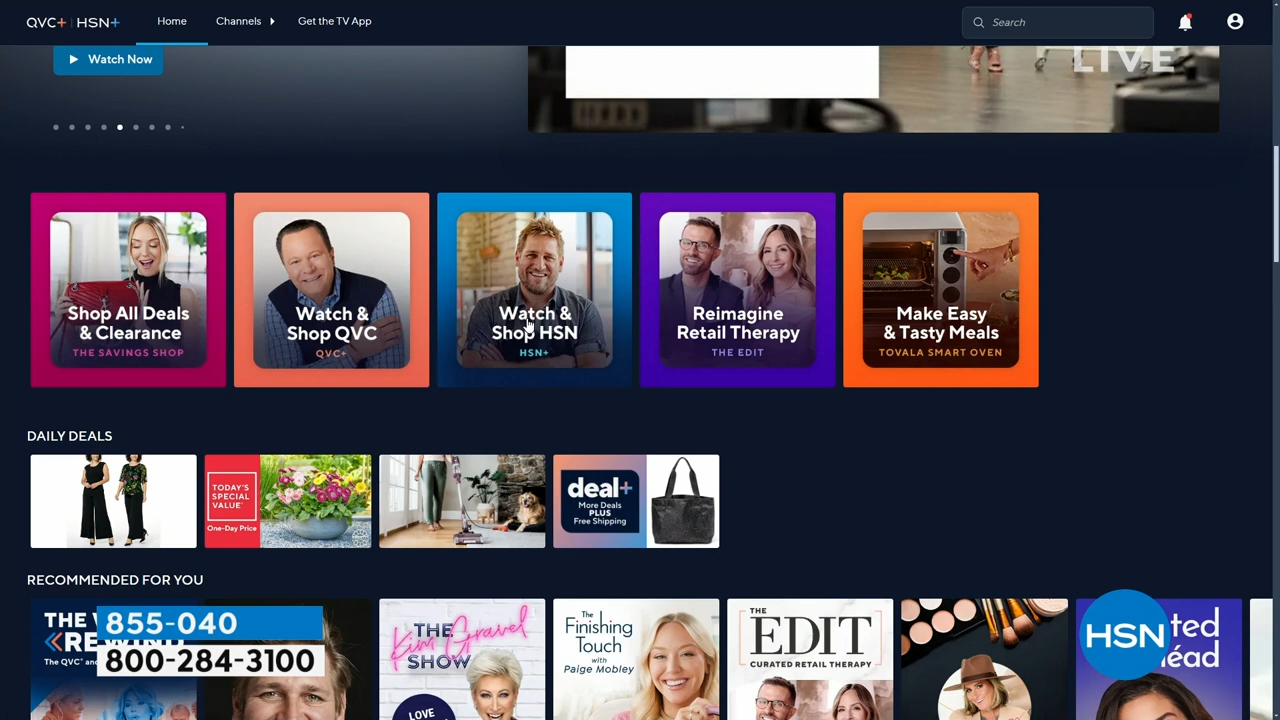 QVC+ | HSN+
Home
Channels
Get the TV App
Search
Watch Now
LIVE
Shop All Deals
& Clearance
THE SAVINGS SHOP
Watch &
Shop QVC
QVC+
Watch &
Shop HSN
HSN+
Reimagine
Retail Therapy
THE EDIT
Make Easy
& Tasty Meals
TOVALA SMART OVEN
DAILY DEALS
TODAY'S
SPECIAL
VALUE
One-Day Price
deal+
More Deals
PLUS
Free Shipping
RECOMMENDED FOR YOU
THE
The QVC+
855-040
800-284-3100
THE
Kim Gravel
SHOW
LOVE
The
Finishing
Touch
with
Paige Mobley
THE
EDIT
CURATED RETAIL THERAPY
HSN